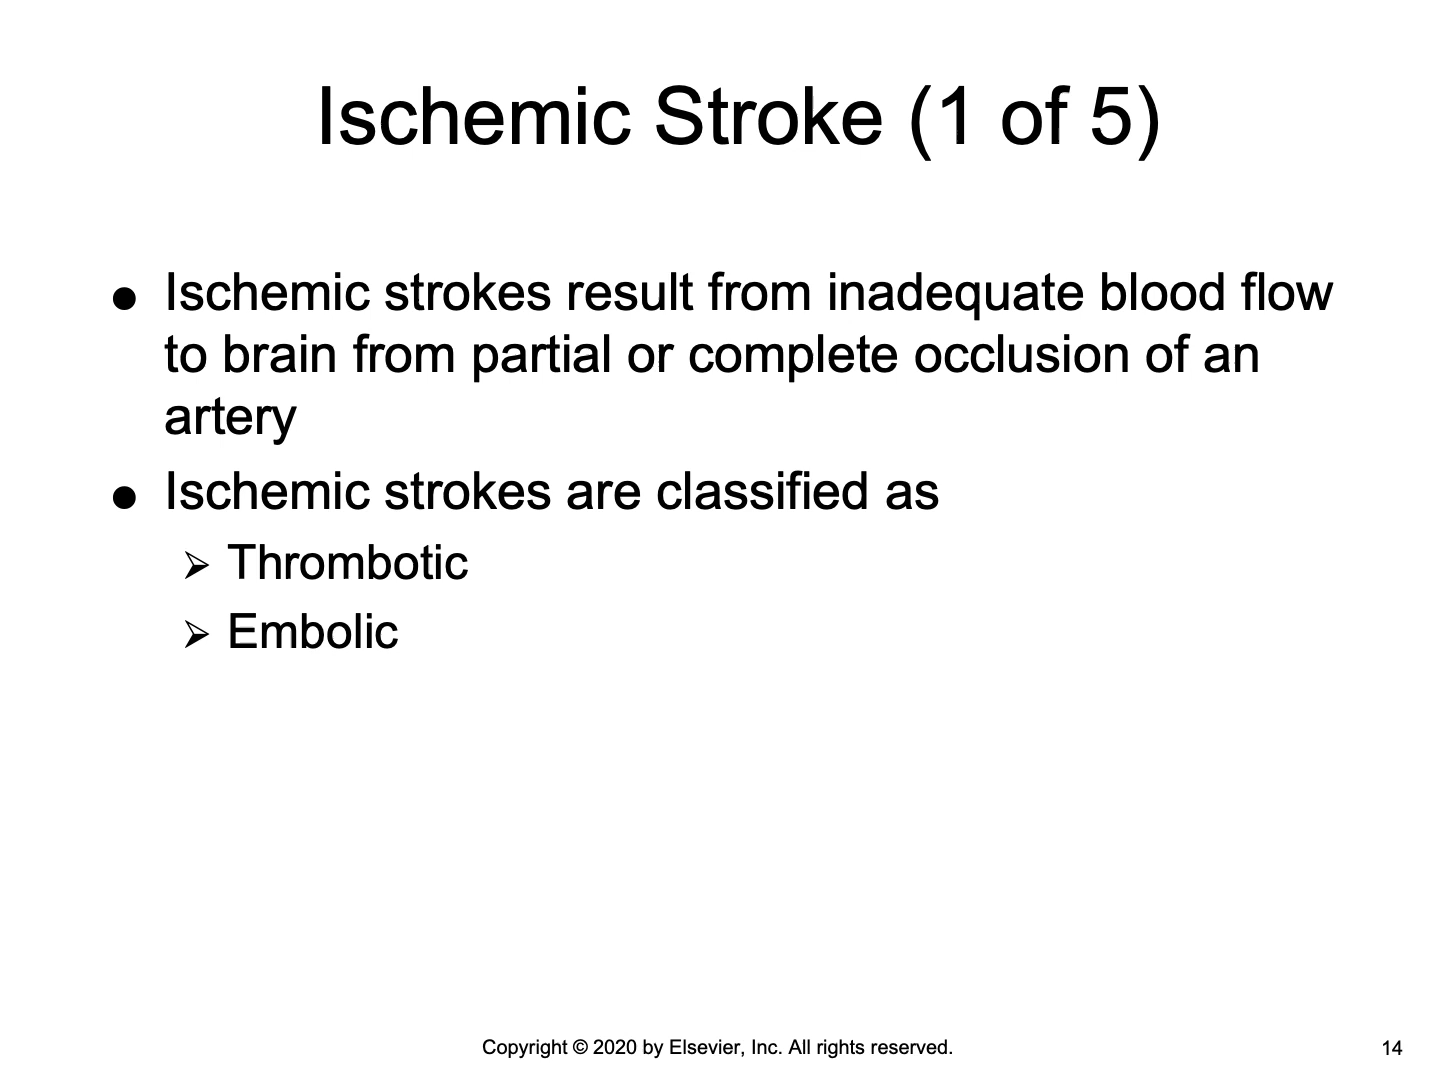 Ischemic Stroke (1 of 5)
● Ischemic strokes result from inadequate blood flow
to brain from partial or complete occlusion of an
artery
● Ischemic strokes are classified as
➢ Thrombotic
➢ Embolic
Copyright © 2020 by Elsevier, Inc. All rights reserved.
14